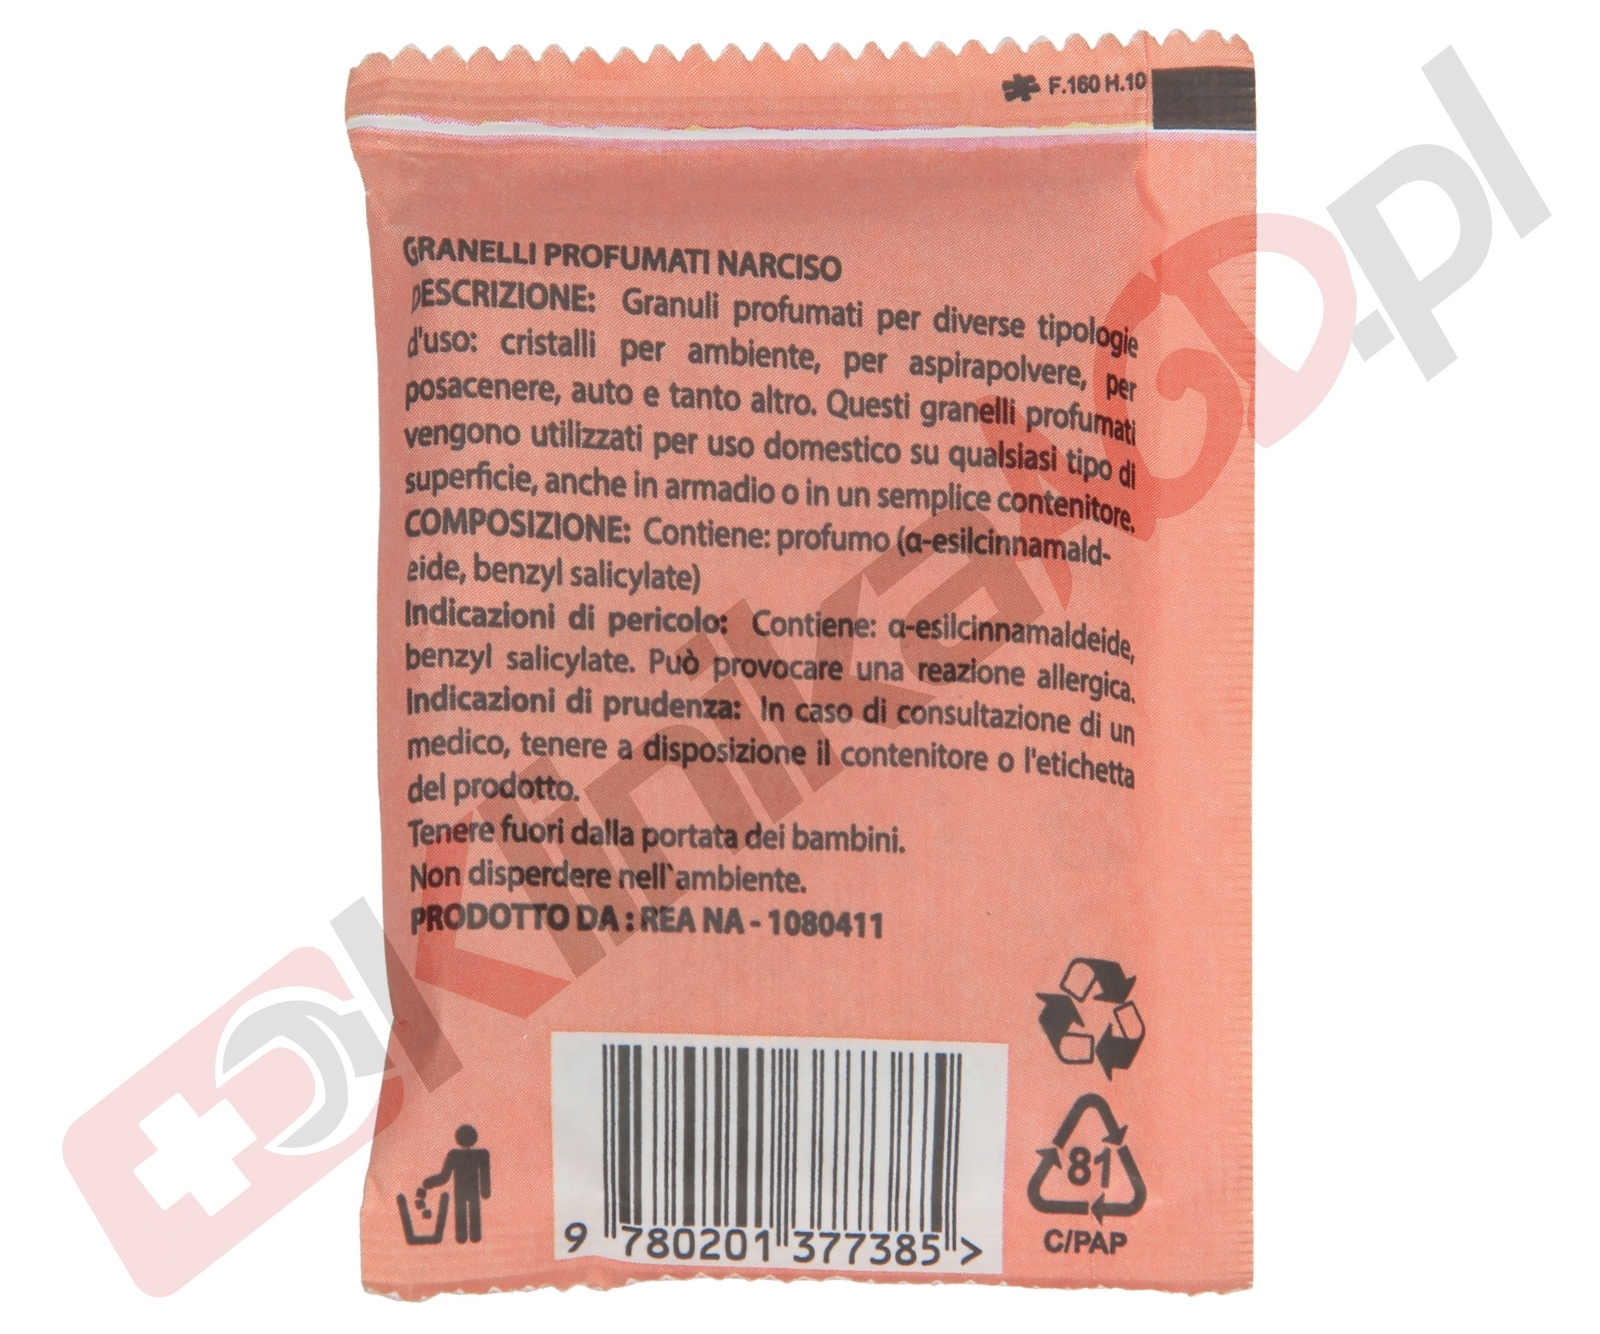 F.160 H.10
GRANELLI PROFUMATI NARCISO
DESCRIZIONE: Granuli profumati per diverse tipologie
d'uso: cristalli per ambiente, per aspirapolvere, per
posacenere, auto e tanto altro. Questi granelli profumati
vengono utilizzati per uso domestico su qualsiasi tipo di
superficie, anche in armadio o in un semplice contenitore.
COMPOSIZIONE: Contiene: profumo (α-esilcinnamald-
eide, benzyl salicylate)
Indicazioni di pericolo: Contiene: α-esilcinnamaldeide,
benzyl salicylate. Può provocare una reazione allergica.
Indicazioni di prudenza: In caso di consultazione di un
medico, tenere a disposizione il contenitore o l'etichetta
del prodotto.
Tenere fuori dalla portata dei bambini.
Non disperdere nell`ambiente.
PRODOTTO DA : REA NA - 1080411
9 780201 377385 >
81
C/PAP
KlinikaAGD.pl